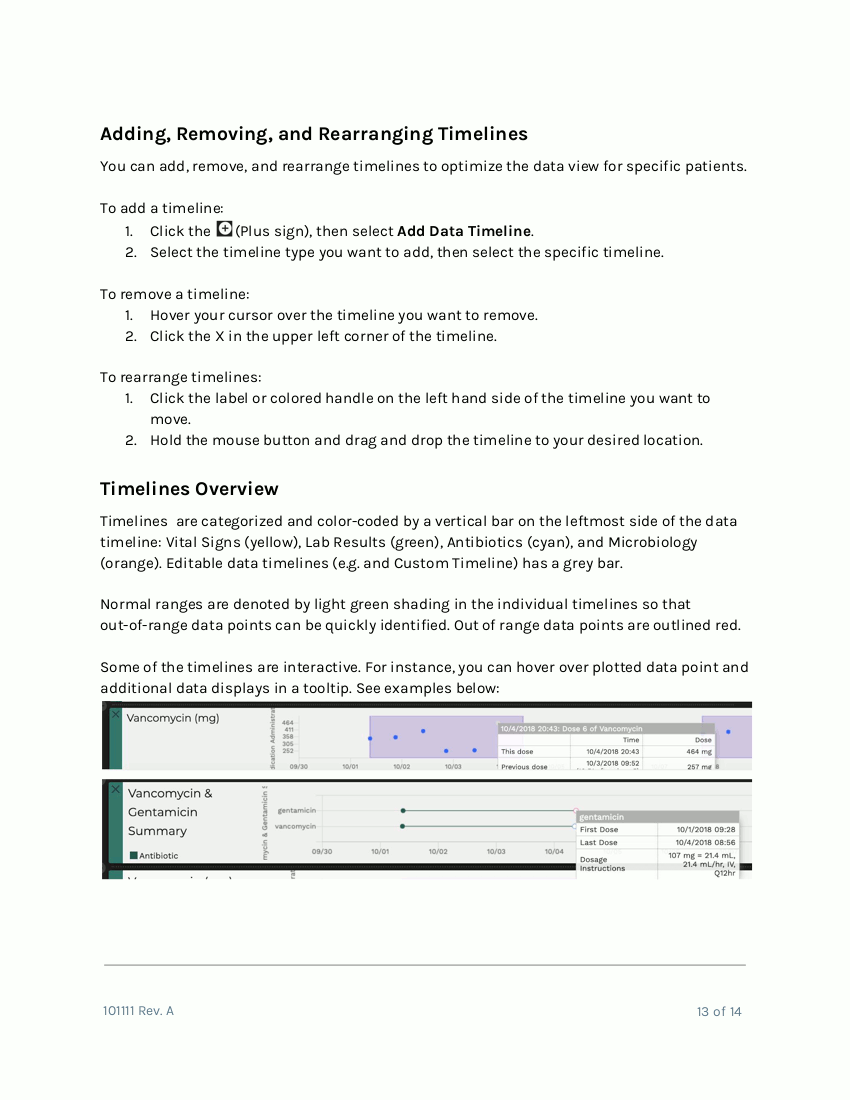 Adding, Removing, and Rearranging Timelines
You can add, remove, and rearrange timelines to optimize the data view for specific patients.
To add a timeline:
1. Click the (Plus sign), then select Add Data Timeline.
2. Select the timeline type you want to add, then select the specific timeline.
To remove a timeline:
1. Hover your cursor over the timeline you want to remove.
2. Click the X in the upper left corner of the timeline.
To rearrange timelines:
1. Click the label or colored handle on the left hand side of the timeline you want to
move.
2. Hold the mouse button and drag and drop the timeline to your desired location.
Timelines Overview
Timelines are categorized and color-coded by a vertical bar on the leftmost side of the data
timeline: Vital Signs (yellow), Lab Results (green), Antibiotics (cyan), and Microbiology
(orange). Editable data timelines (e.g. and Custom Timeline) has a grey bar.
Normal ranges are denoted by light green shading in the individual timelines so that
out-of-range data points can be quickly identified. Out of range data points are outlined red.
Some of the timelines are interactive. For instance, you can hover over plotted data point and
additional data displays in a tooltip. See examples below:
Vancomycin (mg)
dication Administrat
464
411
358
305
252
09/30 10/01 10/02 10/03
10/4/2018 20:43: Dose 6 of Vancomycin
Time Dose
This dose 10/4/2018 20:43 464 mg
Previous dose 10/3/2018 09:52 257 mg
Vancomycin &
Gentamicin
Summary
Antibiotic
mycin & Gentamicin S
gentamicin
vancomycin
09/30 10/01 10/02 10/03 10/04
gentamicin
First Dose 10/1/2018 09:28
Last Dose 10/4/2018 08:56
Dosage
Instructions
107 mg = 21.4 mL,
21.4 mL/hr, IV,
Q12hr
101111 Rev. A
13 of 14